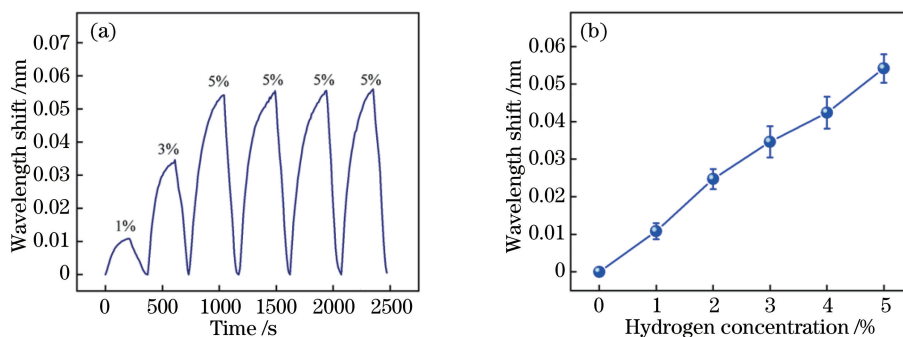 (a)
Wavelength shift /nm
0.07
0.06
0.05
0.04
0.03
0.02
0.01
0
1%
3%
5%
5%
5%
5%
0 500 1000 1500 2000 2500
Time /s
(b)
Wavelength shift /nm
0.06
0.05
0.04
0.03
0.02
0.01
0
0 1 2 3 4 5
Hydrogen concentration /%